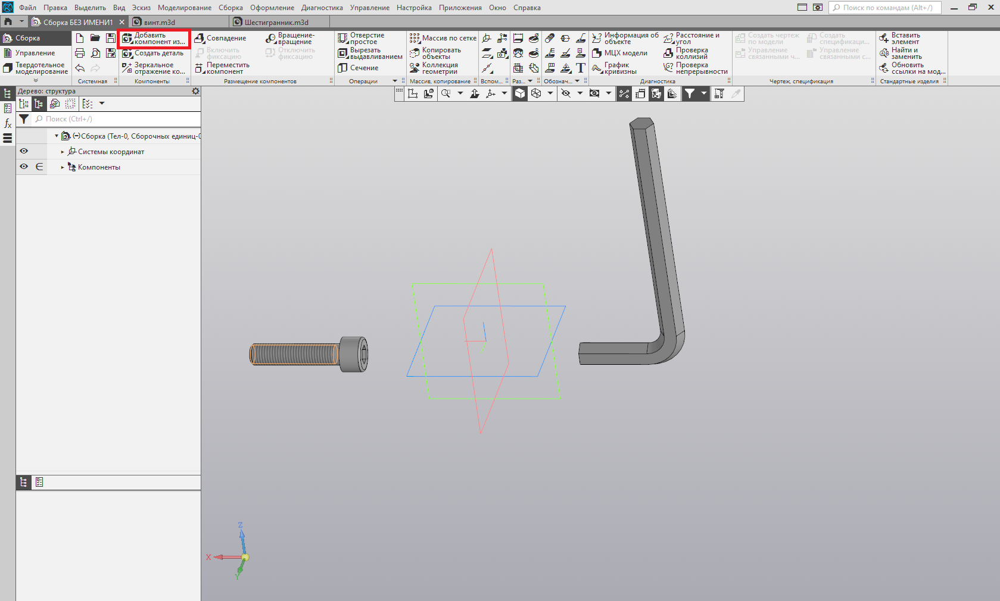 Файл Правка Выделить Вид Эскиз Моделирование Сборка Оформление Диагностика Управление Настройка Приложения Окно Справка
Поиск по командам (Alt+/)
Сборка БЕЗ ИМЕНИ1
винт.m3d
Шестигранник.m3d
Сборка
Управление
Твердотельное
моделирование
Системная
Добавить
компонент из...
Создать деталь
Зеркальное
отражение ко...
Компоненты
Совпадение
Включить
фиксацию
Переместить
компонент
Вращение-
вращение
Отключить
фиксацию
Размещение компонентов
Отверстие
простое
Вырезать
выдавливанием
Сечение
Операции
Массив по сетке
Копировать
объекты
Коллекция
геометрии
Массив, копирование
Вспом...
Раз...
Обознач...
Информация об
объекте
МЦХ модели
График
кривизны
Расстояние и
угол
Проверка
коллизий
Проверка
непрерывности
Диагностика
Создать чертеж
по модели
Управление
связанными ч...
Создать
спецификаци...
Управление
связанными с...
Чертеж, спецификация
Вставить
элемент
Найти и
заменить
Обновить
ссылки на мод...
Стандартные изделия
Дерево: структура
Поиск (Ctrl+/)
(-)Сборка (Тел-0, Сборочных единиц-0
Системы координат
Компоненты
Z
X
Y